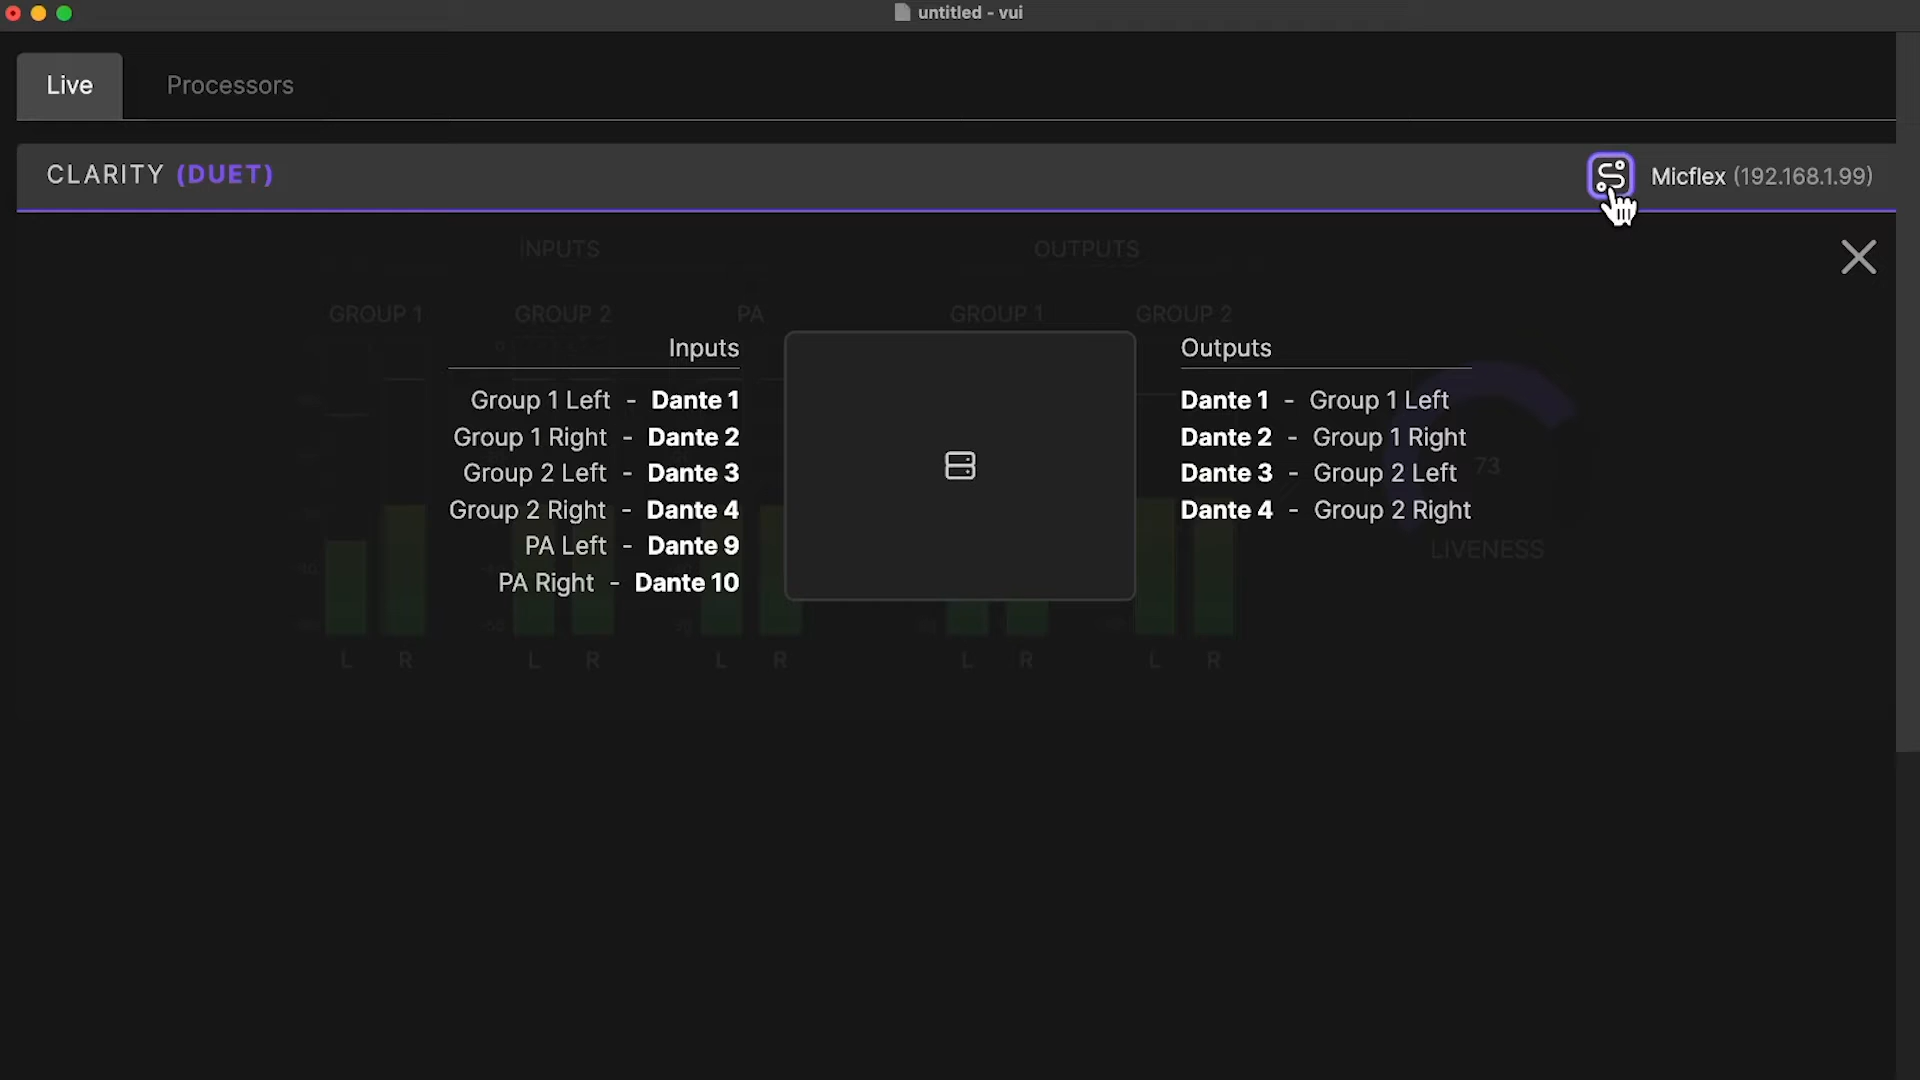 untitled - vui
Live
Processors
CLARITY (DUET)
Micflex (192.168.1.99)
INPUTS
OUTPUTS
GROUP 1
GROUP 2
PA
GROUP 1
GROUP 2
Inputs
Group 1 Left - Dante 1
Group 1 Right - Dante 2
Group 2 Left - Dante 3
Group 2 Right - Dante 4
PA Left - Dante 9
PA Right - Dante 10
Outputs
Dante 1 - Group 1 Left
Dante 2 - Group 1 Right
Dante 3 - Group 2 Left
Dante 4 - Group 2 Right
73
LIVENESS
L R
L R
L R
L R
L R